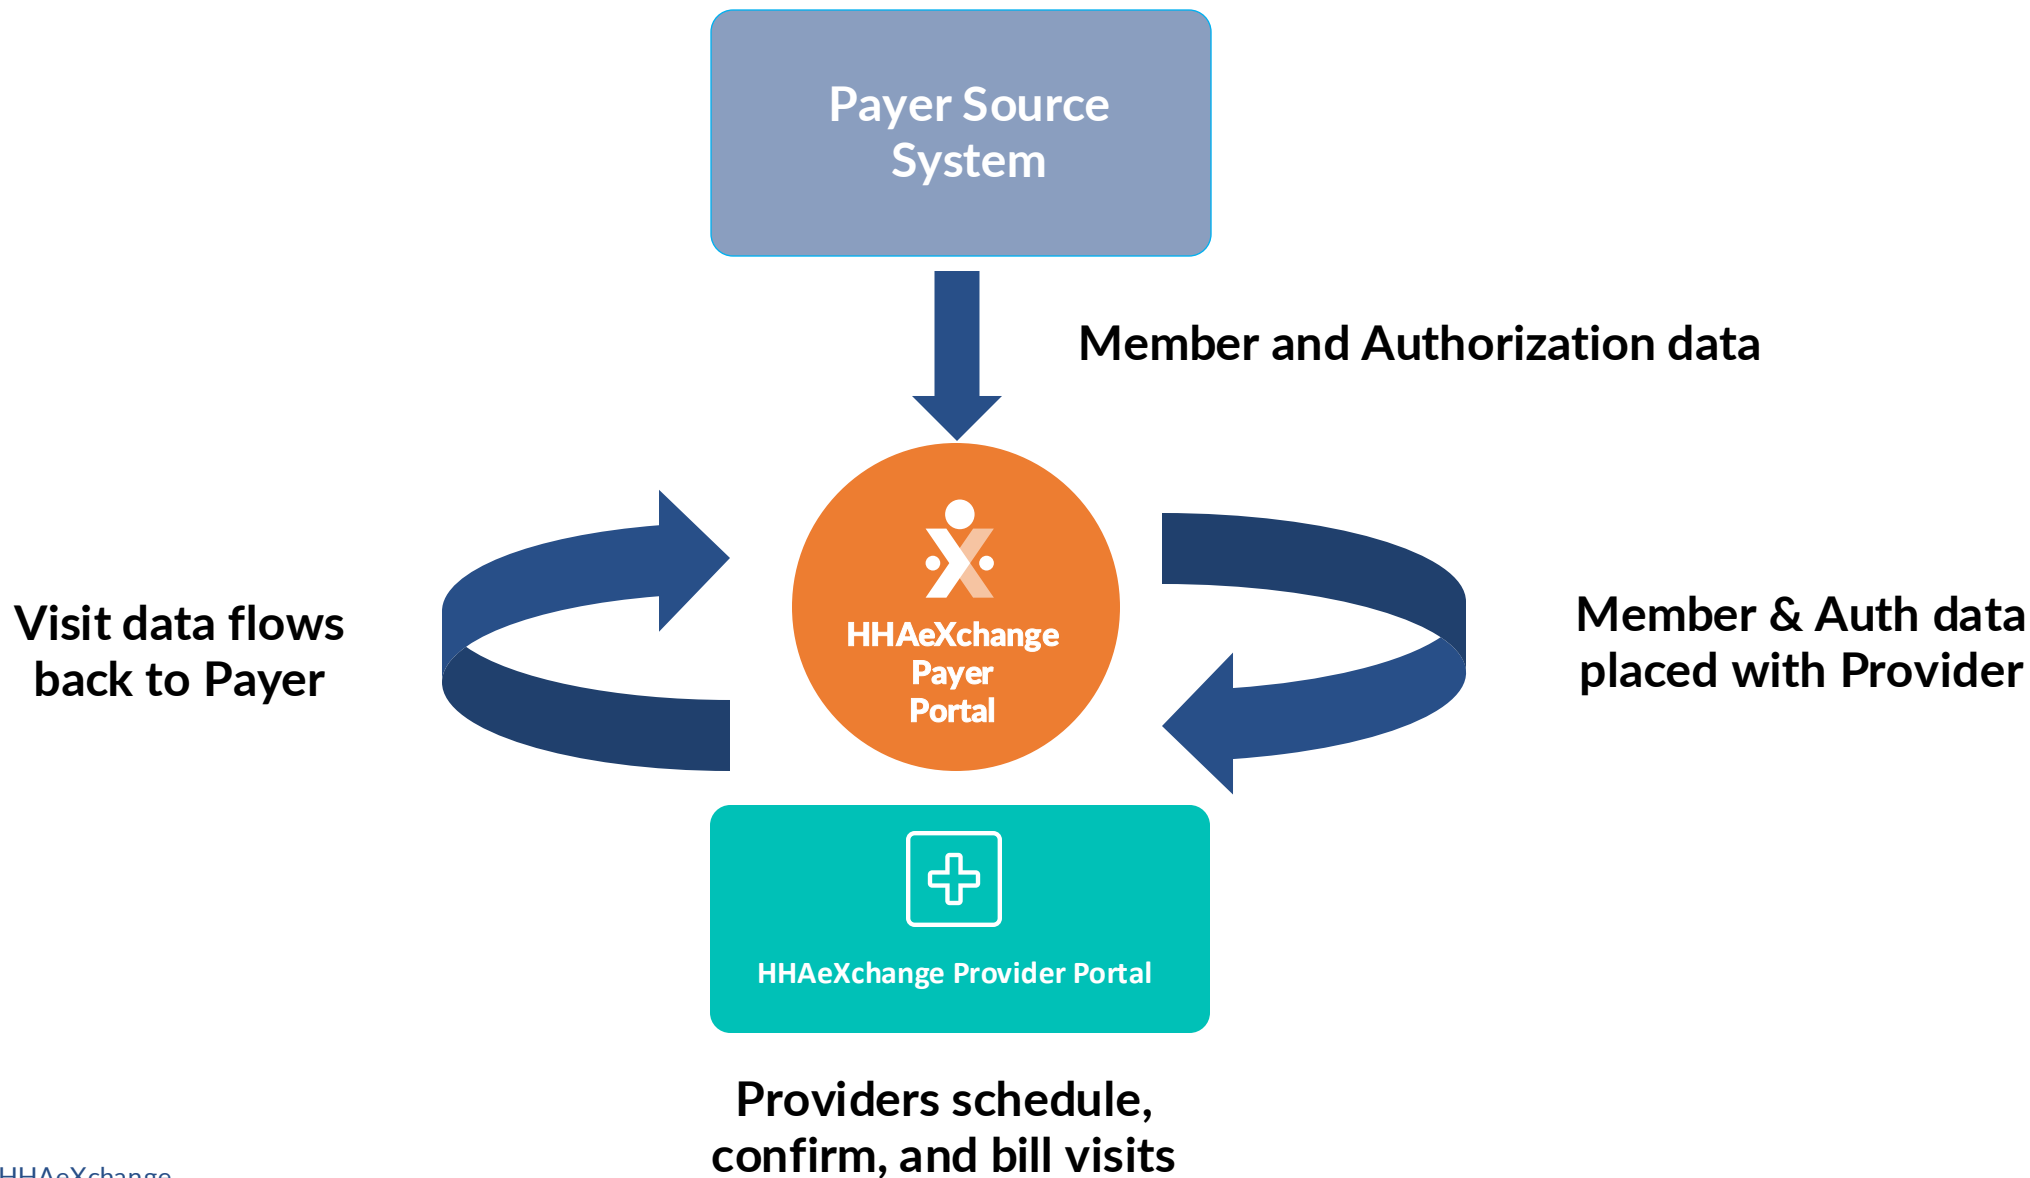 Payer Source
System
Member and Authorization data
HHAeXchange
Payer
Portal
Visit data flows
back to Payer
Member & Auth data
placed with Provider
HHAeXchange Provider Portal
Providers schedule,
confirm, and bill visits
HHAeXchange